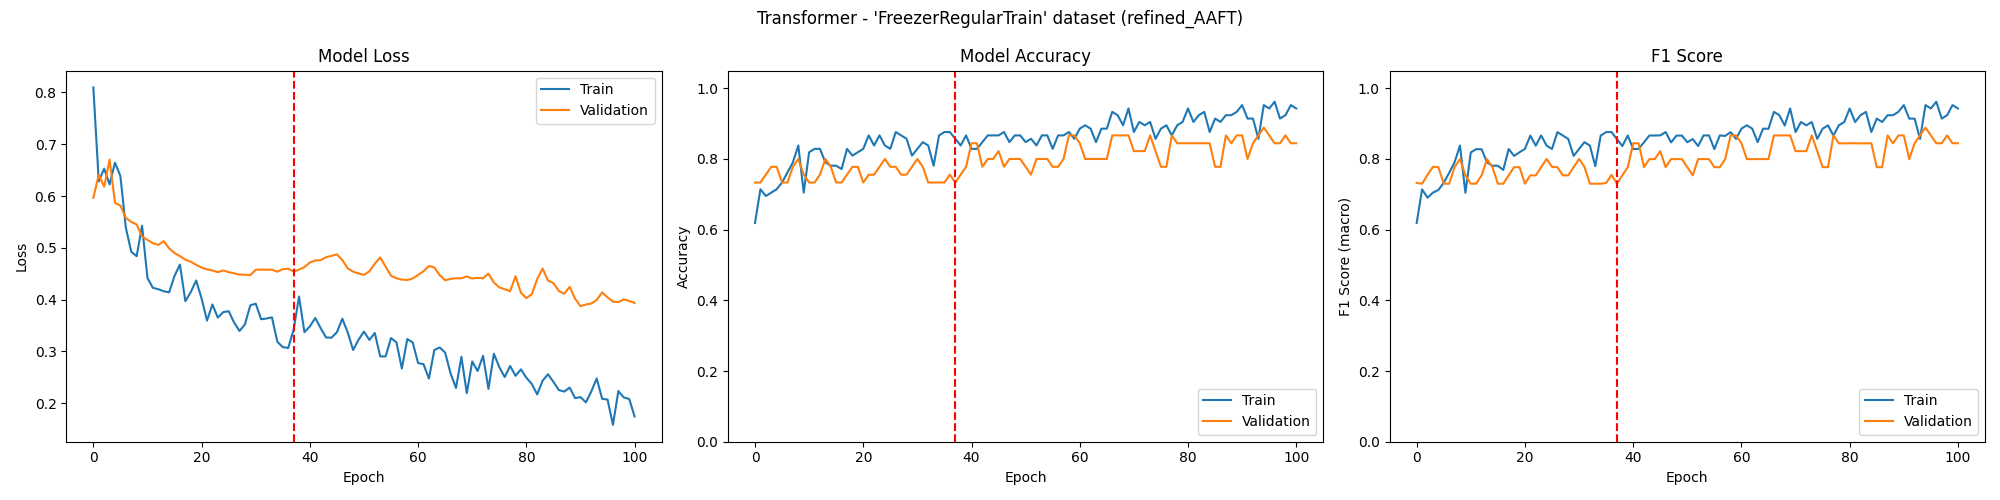 Transformer - 'FreezerRegularTrain' dataset (refined_AAFT)
Model Loss
Loss
0.8
0.7
0.6
0.5
0.4
0.3
0.2
0 20 40 60 80 100
Epoch
Train
Validation
Model Accuracy
Accuracy
1.0
0.8
0.6
0.4
0.2
0.0
0 20 40 60 80 100
Epoch
Train
Validation
F1 Score
F1 Score (macro)
1.0
0.8
0.6
0.4
0.2
0.0
0 20 40 60 80 100
Epoch
Train
Validation